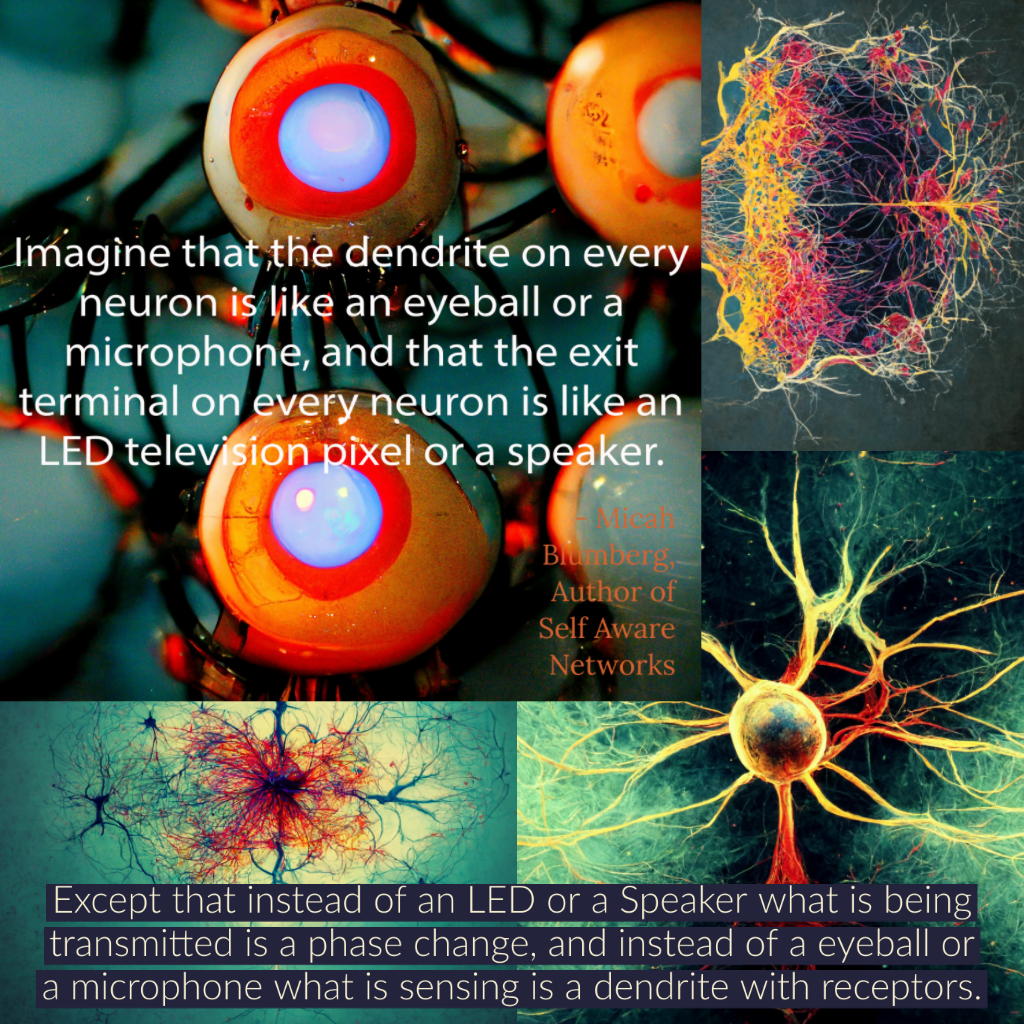 Imagine that the dendrite on every
neuron is like an eyeball or a
microphone, and that the exit
terminal on every neuron is like an
LED television pixel or a speaker.
– Micah
Blumberg,
Author of
Self Aware
Networks
Except that instead of an LED or a Speaker what is being
transmitted is a phase change, and instead of a eyeball or
a microphone what is sensing is a dendrite with receptors.